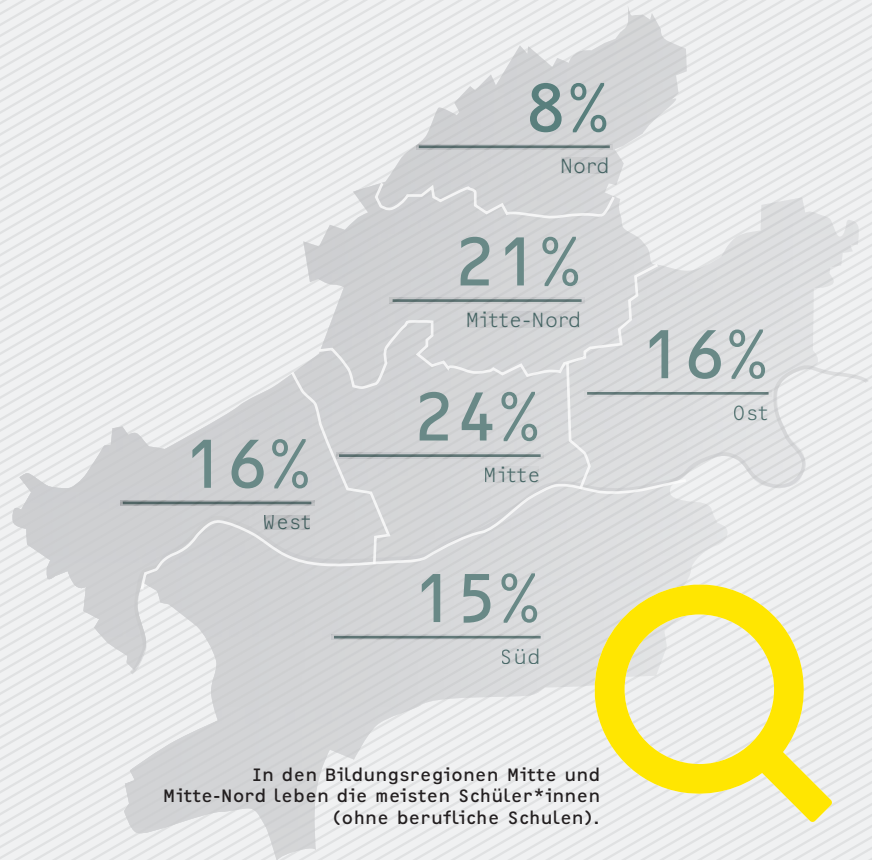 8%
Nord
21%
Mitte-Nord
16%
Ost
24%
Mitte
16%
West
15%
Süd
In den Bildungsregionen Mitte und
Mitte-Nord leben die meisten Schüler*innen
(ohne berufliche Schulen).